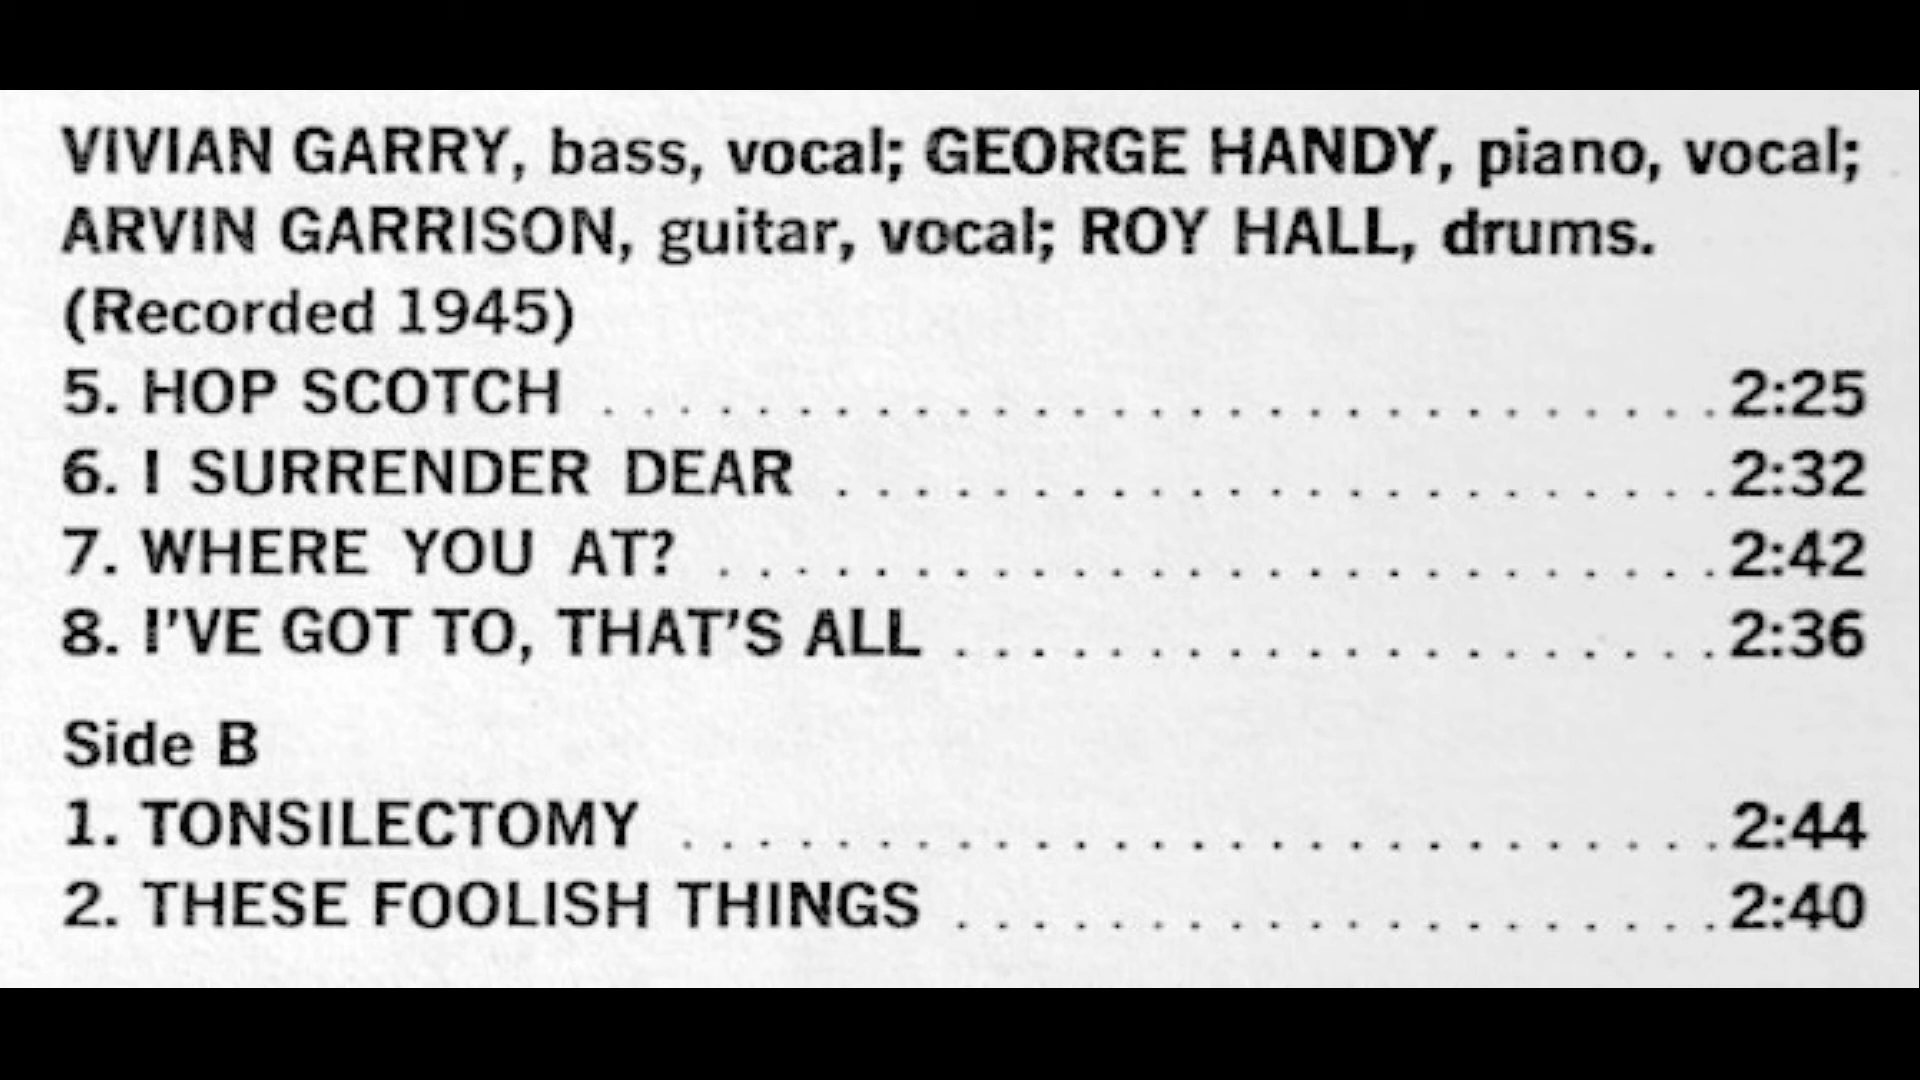 VIVIAN GARRY, bass, vocal; GEORGE HANDY, piano, vocal;
ARVIN GARRISON, guitar, vocal; ROY HALL, drums.
(Recorded 1945)
5. HOP SCOTCH . . . . . . . . . . . . . . . . . . . . . . . . . . . . . 2:25
6. I SURRENDER DEAR . . . . . . . . . . . . . . . . . . . . . . . 2:32
7. WHERE YOU AT? . . . . . . . . . . . . . . . . . . . . . . . . . . 2:42
8. I'VE GOT TO, THAT'S ALL . . . . . . . . . . . . . . . . . . . . 2:36
Side B
1. TONSILECTOMY . . . . . . . . . . . . . . . . . . . . . . . . . . . 2:44
2. THESE FOOLISH THINGS . . . . . . . . . . . . . . . . . . . . 2:40